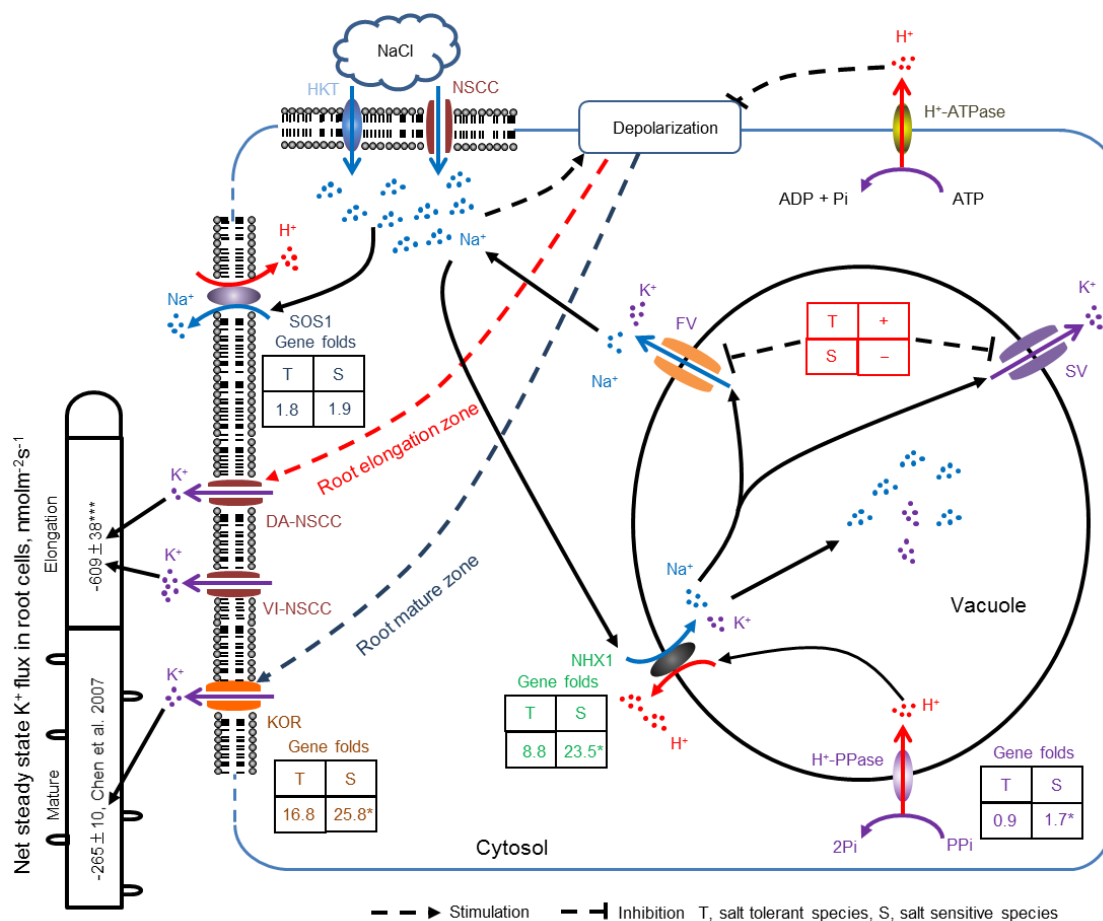 NaCl
HKT
NSCC
H⁺
H⁺-ATPase
Depolarization
ADP + Pi
ATP
H⁺
Na⁺
Na⁺
SOS1
Gene folds
T S
1.8 1.9
K⁺
FV
Na⁺
T +
S –
K⁺
SV
Root elongation zone
Root mature zone
Net steady state K⁺ flux in root cells, nmolm⁻²s⁻¹
Elongation
-609 ± 38***
Mature
-265 ± 10, Chen et al. 2007
K⁺
DA-NSCC
K⁺
VI-NSCC
K⁺
KOR
Gene folds
T S
16.8 25.8*
Na⁺
K⁺
Vacuole
NHX1
Gene folds
T S
8.8 23.5*
H⁺
H⁺
H⁺-PPase
2Pi
PPi
Gene folds
T S
0.9 1.7*
Cytosol
Stimulation
Inhibition
T, salt tolerant species, S, salt sensitive species